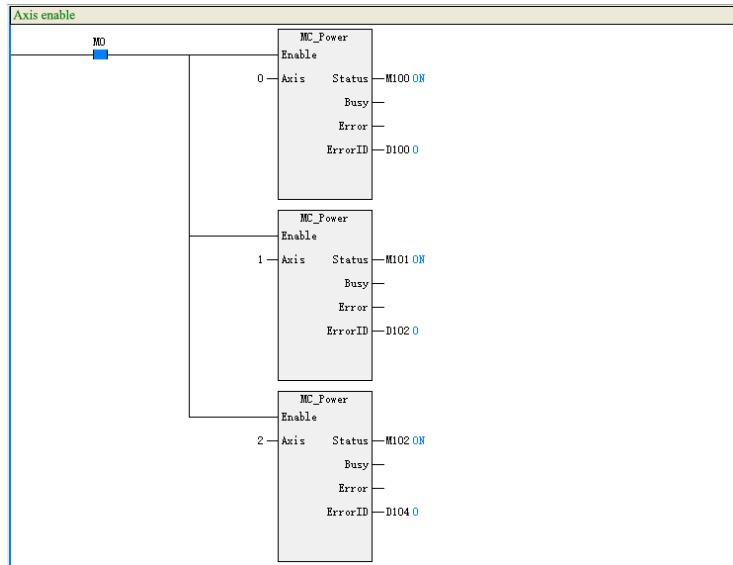 Axis enable
M0
MC_Power
Enable
0 Axis Status M100 ON
Busy
Error
ErrorID D100 0
MC_Power
Enable
1 Axis Status M101 ON
Busy
Error
ErrorID D102 0
MC_Power
Enable
2 Axis Status M102 ON
Busy
Error
ErrorID D104 0